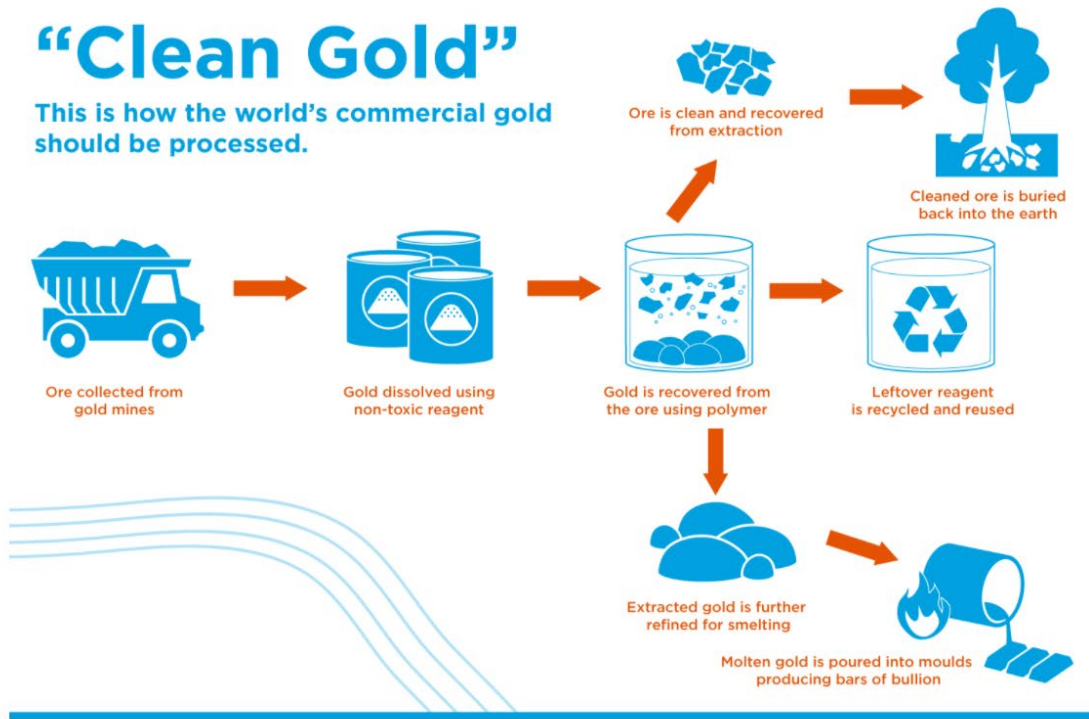 “Clean Gold”
This is how the world’s commercial gold
should be processed.
Ore is clean and recovered
from extraction
Cleaned ore is buried
back into the earth
Ore collected from
gold mines
Gold dissolved using
non-toxic reagent
Gold is recovered from
the ore using polymer
Leftover reagent
is recycled and reused
Extracted gold is further
refined for smelting
Molten gold is poured into moulds
producing bars of bullion